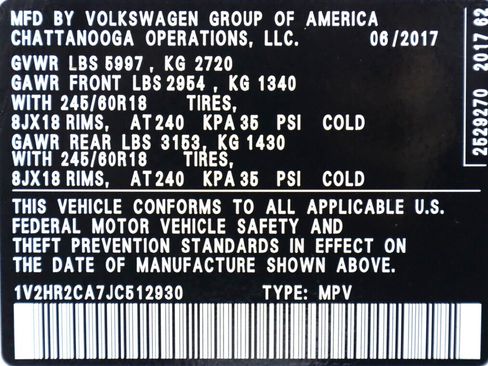 MFD BY VOLKSWAGEN GROUP OF AMERICA
CHATTANOOGA OPERATIONS, LLC. 06/2017
GVWR LBS 5997, KG 2720
GAWR FRONT LBS 2954, KG 1340
WITH 245/60R18 TIRES,
8JX18 RIMS, AT 240 KPA 35 PSI COLD
GAWR REAR LBS 3153, KG 1430
WITH 245/60R18 TIRES,
8JX18 RIMS, AT 240 KPA 35 PSI COLD
THIS VEHICLE CONFORMS TO ALL APPLICABLE U.S.
FEDERAL MOTOR VEHICLE SAFETY AND
THEFT PREVENTION STANDARDS IN EFFECT ON
THE DATE OF MANUFACTURE SHOWN ABOVE.
1V2HR2CA7JC512930 TYPE: MPV
2529270 2017 62